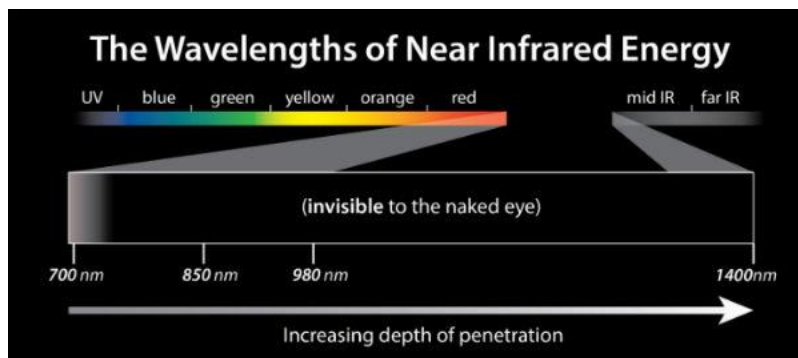 The Wavelengths of Near Infrared Energy
UV blue green yellow orange red mid IR far IR
(invisible to the naked eye)
700 nm 850 nm 980 nm 1400nm
Increasing depth of penetration